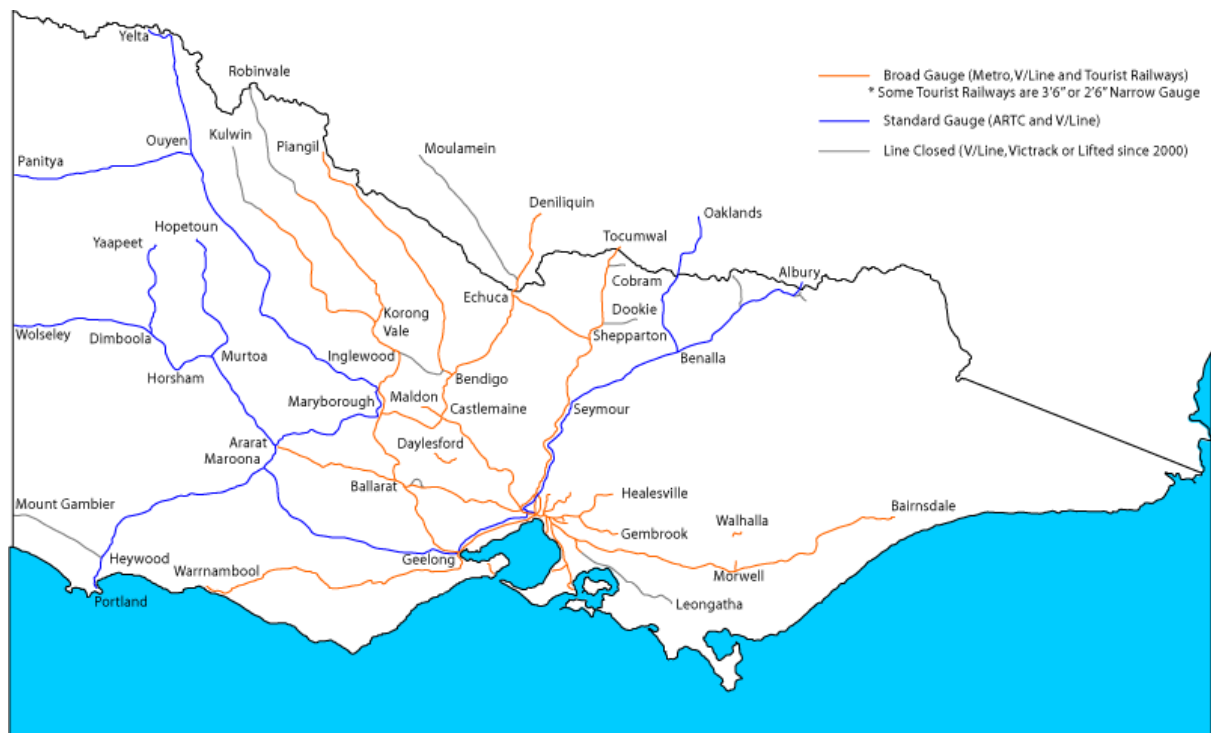 Yelta
Robinvale
Broad Gauge (Metro, V/Line and Tourist Railways)
* Some Tourist Railways are 3'6" or 2'6" Narrow Gauge
Standard Gauge (ARTC and V/Line)
Line Closed (V/Line, Victrack or Lifted since 2000)
Kulwin
Ouyen
Piangil
Moulamein
Panitya
Deniliquin
Oaklands
Hopetoun
Yaapeet
Tocumwal
Albury
Cobram
Echuca
Dookie
Korong
Vale
Wolseley
Dimboola
Shepparton
Murtoa
Inglewood
Benalla
Horsham
Bendigo
Maryborough
Maldon
Castlemaine
Seymour
Ararat
Daylesford
Maroona
Ballarat
Healesville
Mount Gambier
Bairnsdale
Walhalla
Gembrook
Heywood
Geelong
Warrnambool
Morwell
Portland
Leongatha